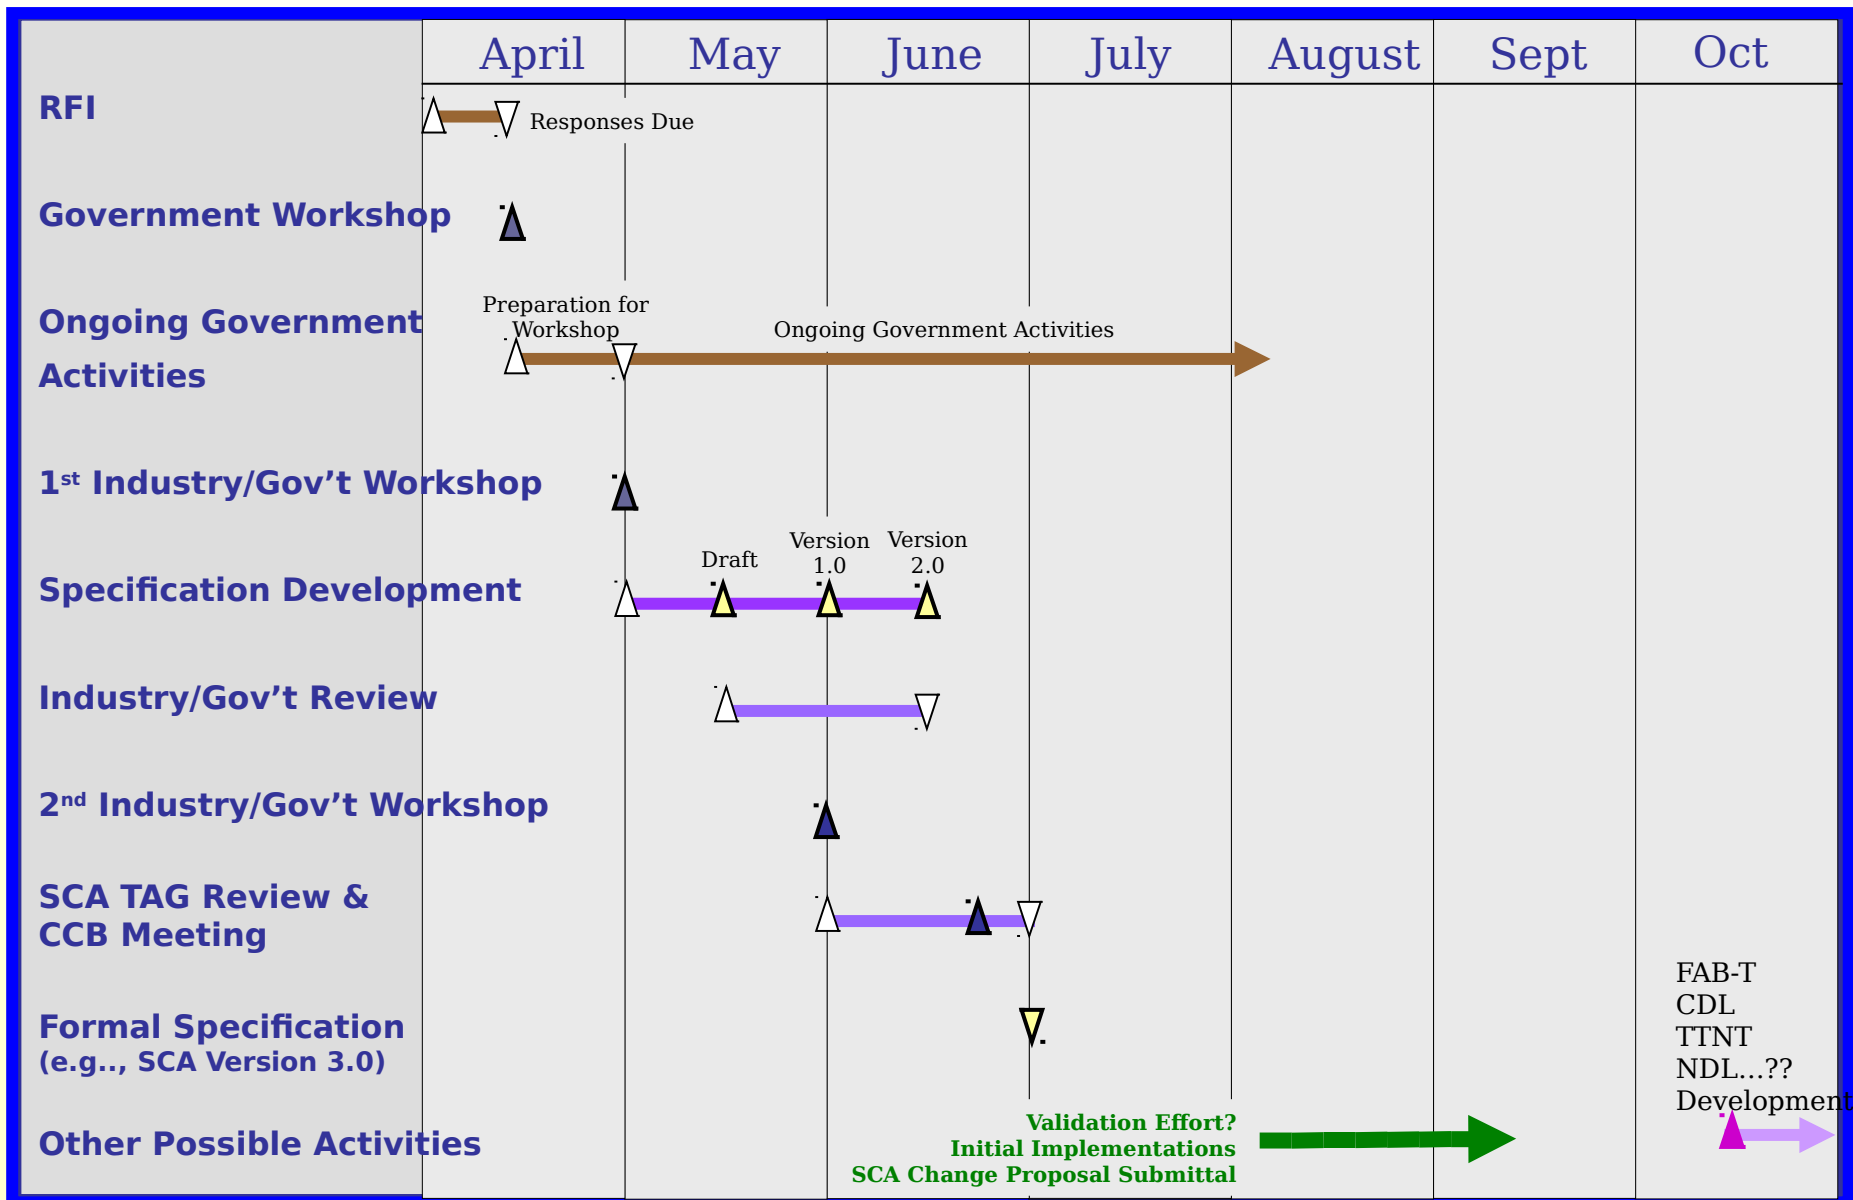 April May June July August Sept Oct
RFI
Responses Due
Government Workshop
Preparation for
Workshop
Ongoing Government
Activities
Ongoing Government Activities
1st Industry/Gov’t Workshop
Draft
Version
1.0
Version
2.0
Specification Development
Industry/Gov’t Review
2nd Industry/Gov’t Workshop
SCA TAG Review &
CCB Meeting
Formal Specification
(e.g.., SCA Version 3.0)
FAB-T
CDL
TTNT
NDL...??
Development
Other Possible Activities
Validation Effort?
Initial Implementations
SCA Change Proposal Submittal